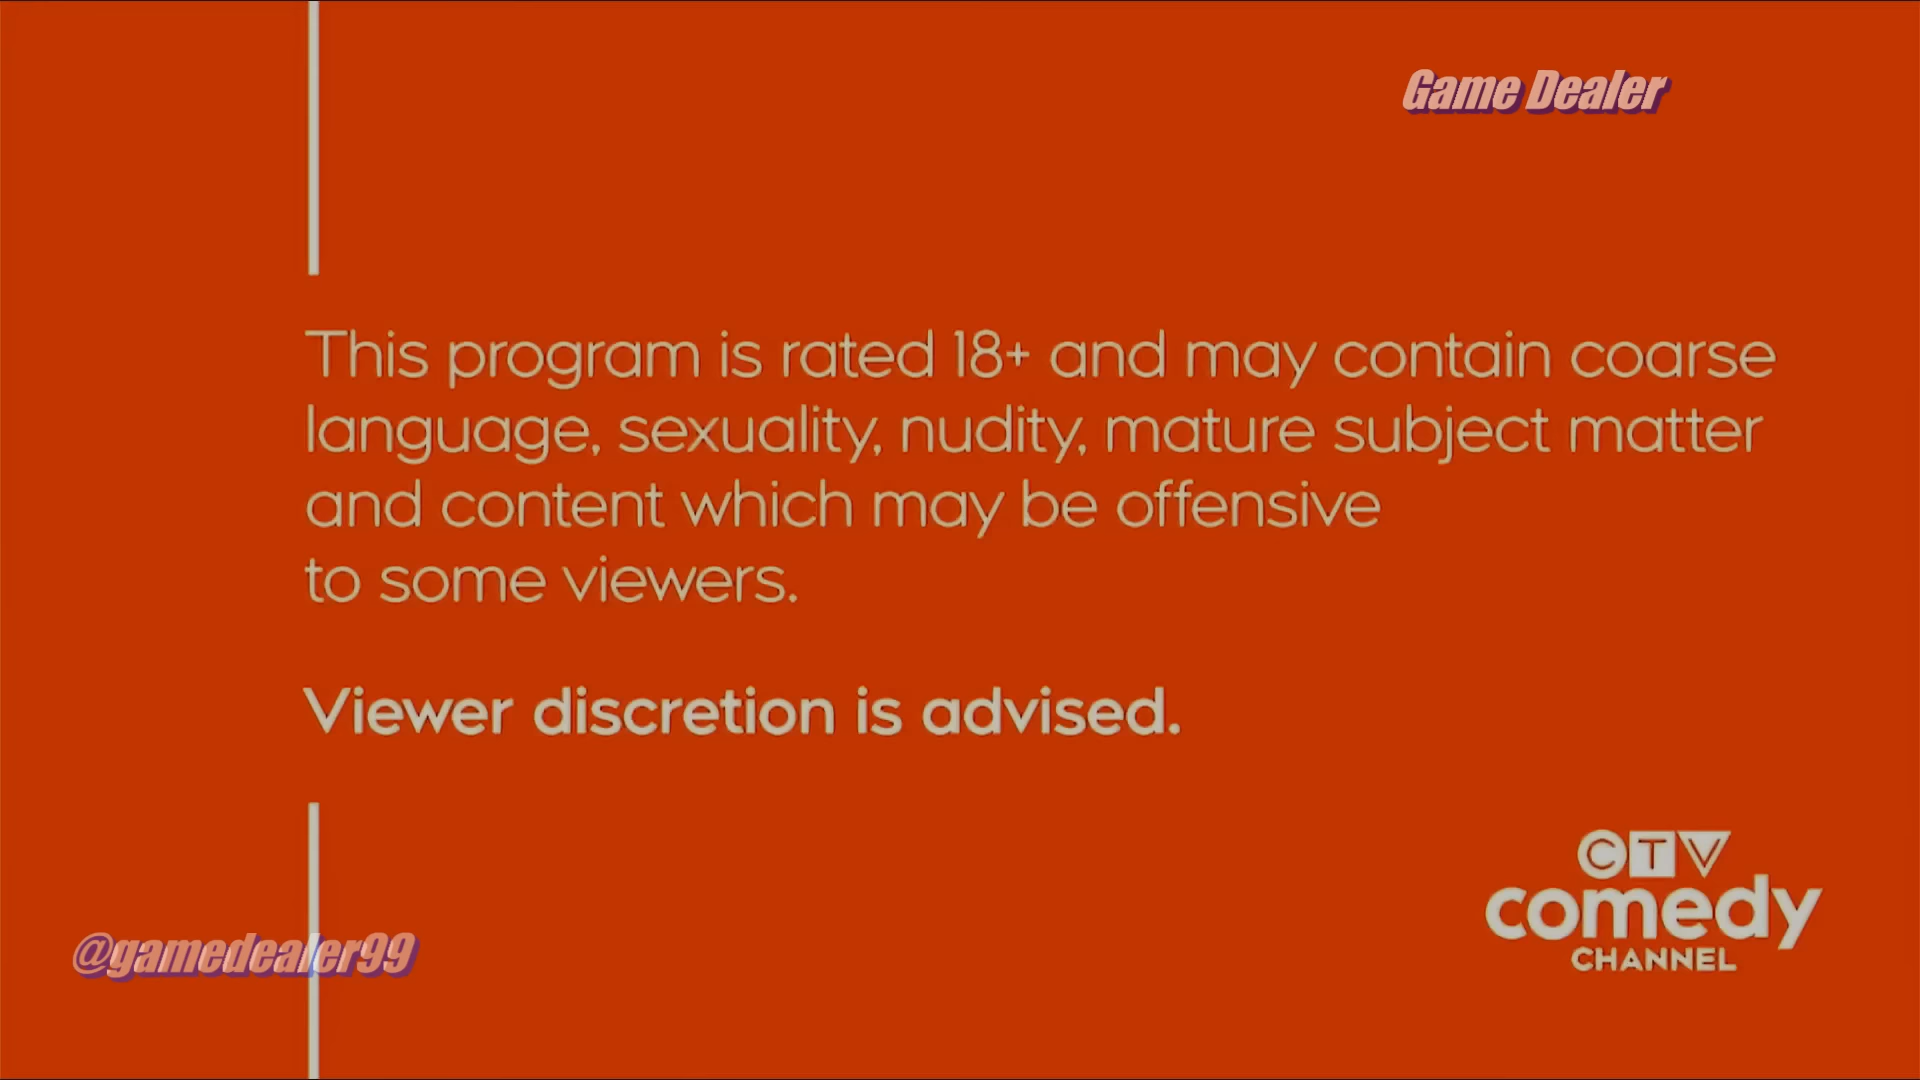 Game Dealer
This program is rated 18+ and may contain coarse
language, sexuality, nudity, mature subject matter
and content which may be offensive
to some viewers.
Viewer discretion is advised.
CTV
comedy
CHANNEL
@gamedealer99